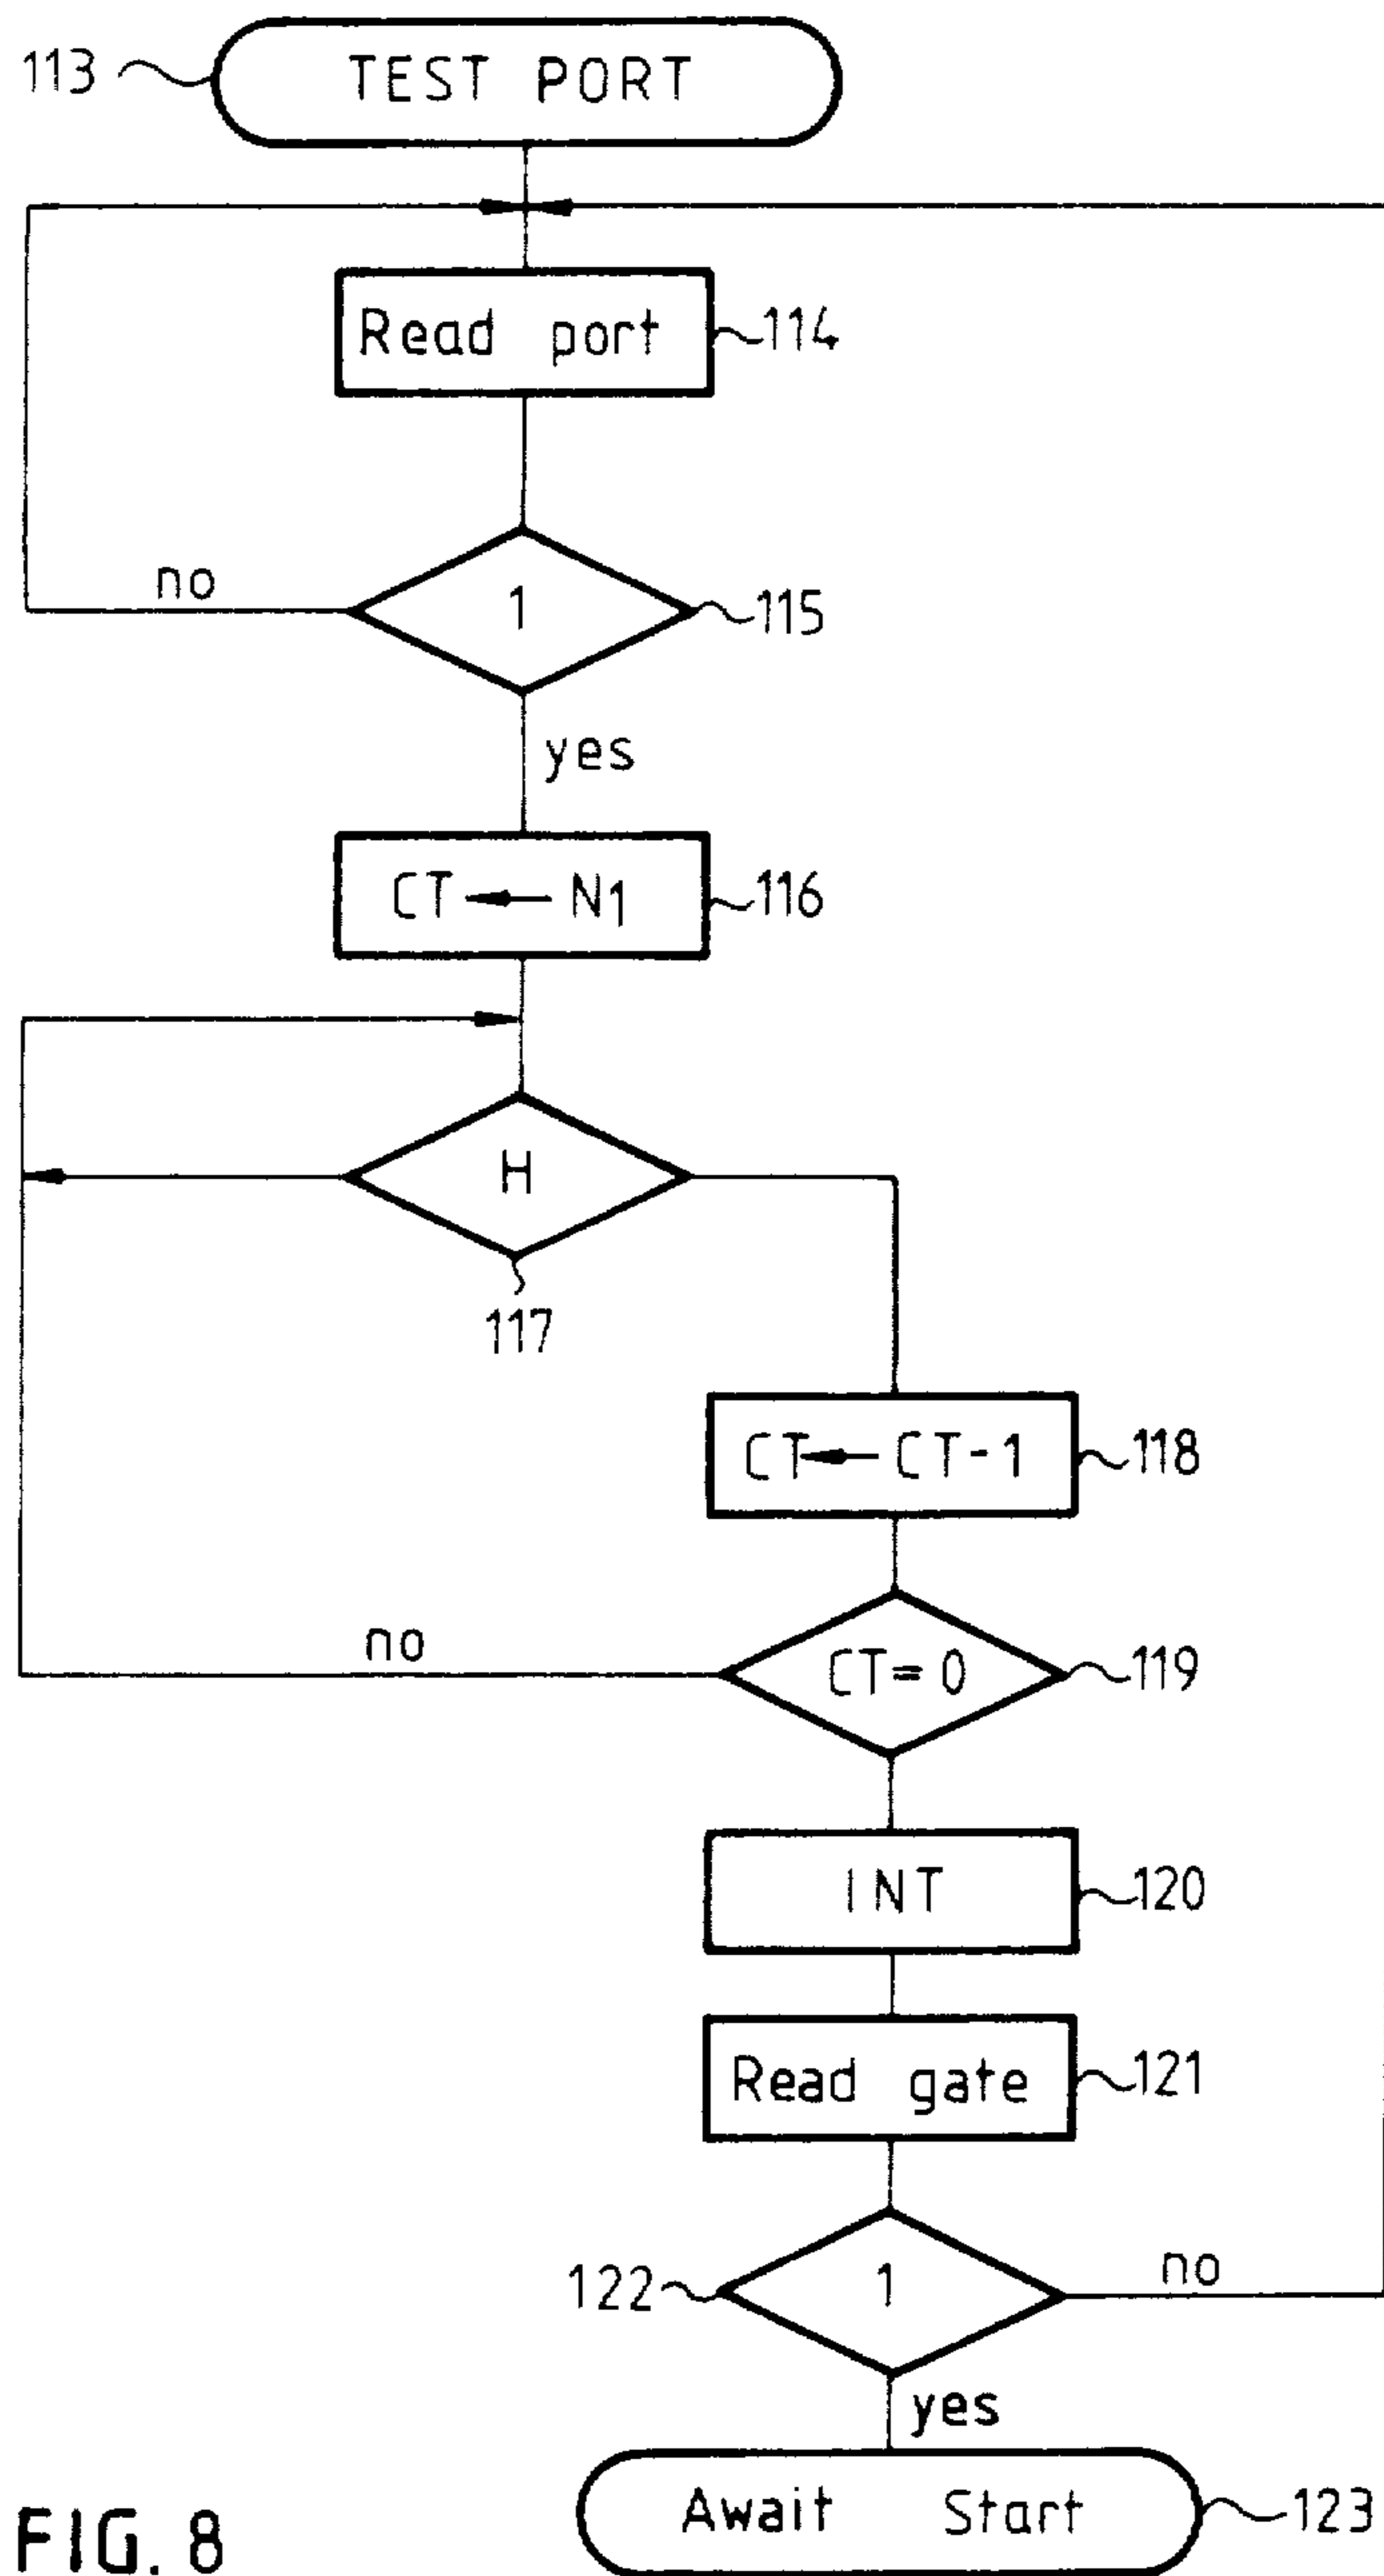 113 TEST PORT
Read port 114
no
1 115
yes
CT ← N1 116
H
117
CT ← CT-1 118
no
CT=0 119
INT 120
Read gate 121
122 1 no
yes
Await Start 123
FIG. 8